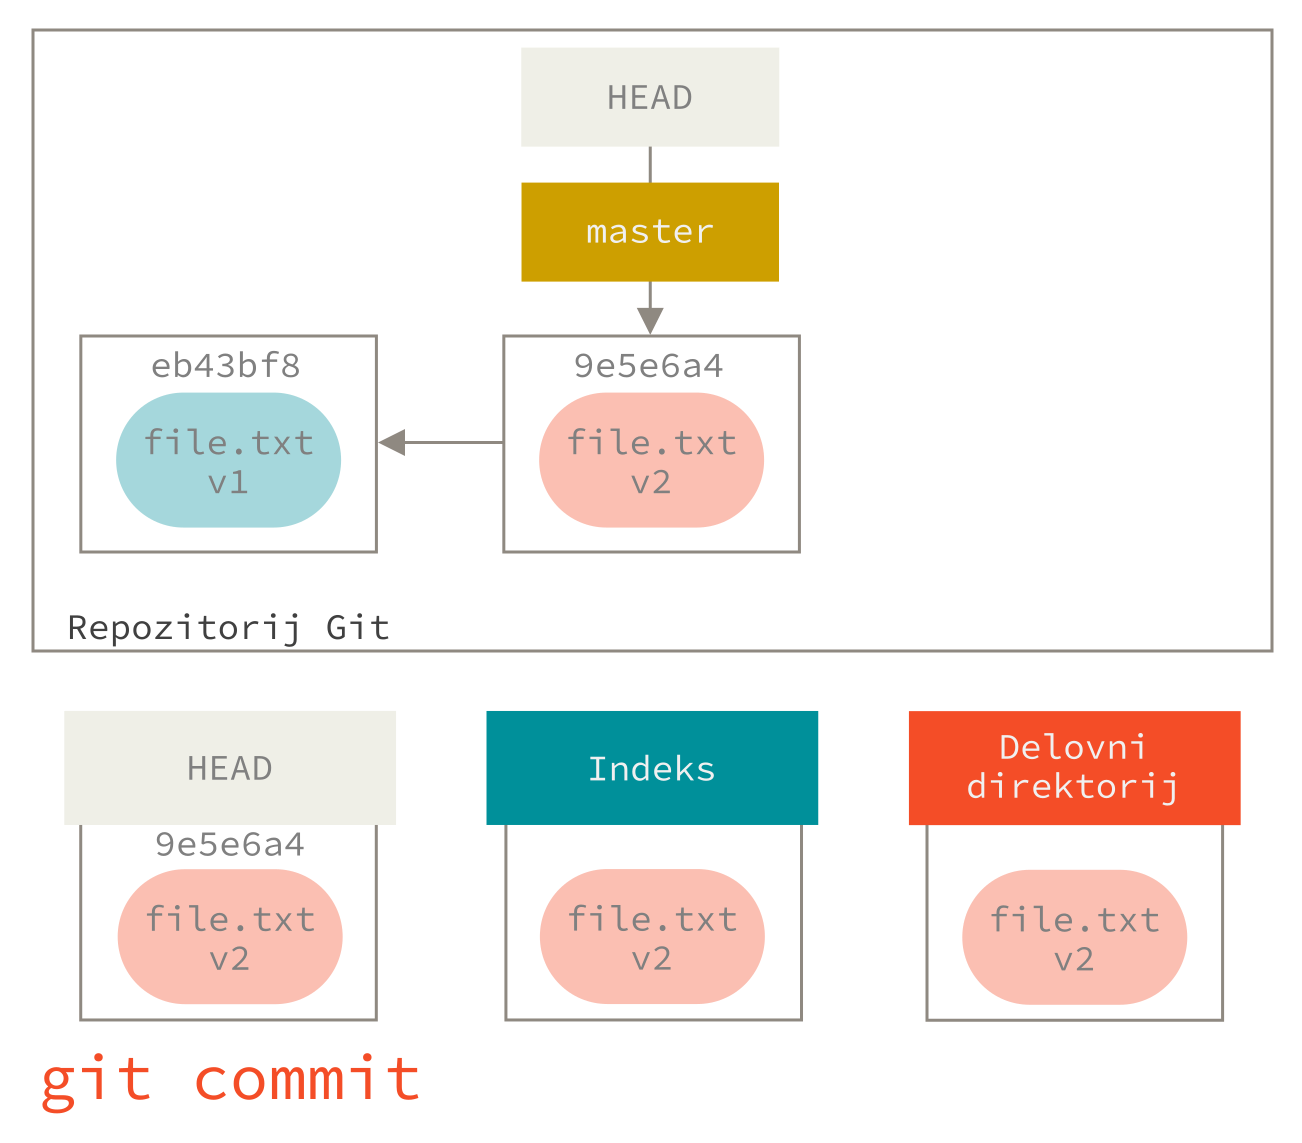 HEAD
master
eb43bf8
file.txt
v1
9e5e6a4
file.txt
v2
Repozitorij Git
HEAD
9e5e6a4
file.txt
v2
Indeks
file.txt
v2
Delovni
direktorij
file.txt
v2
git commit